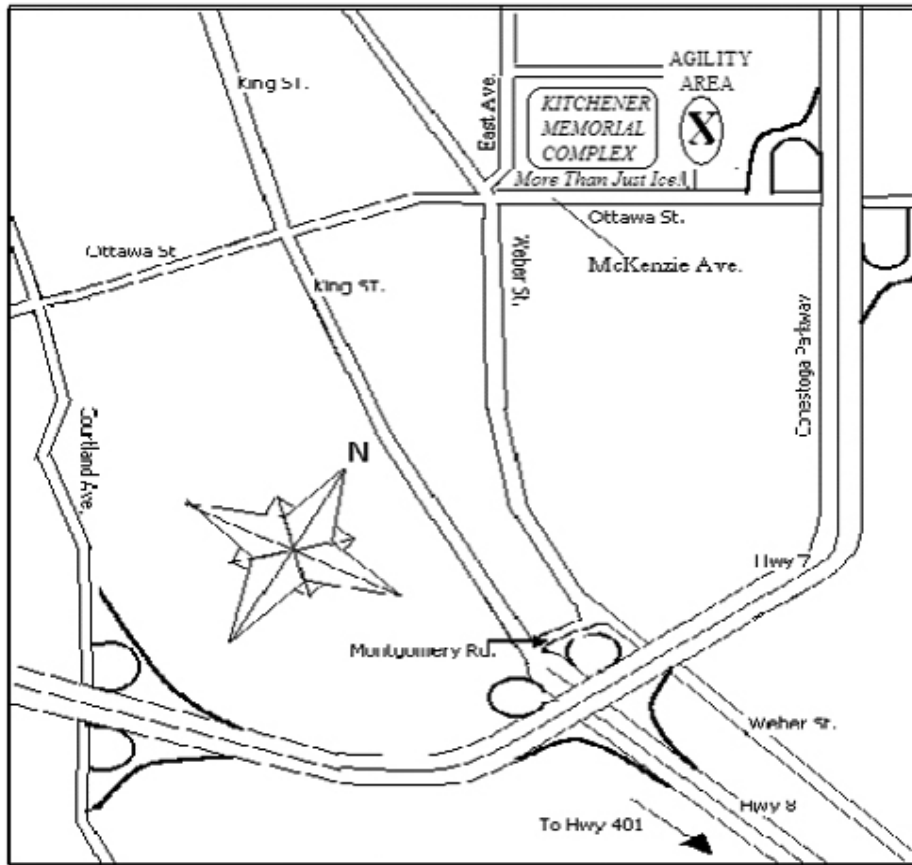 AGILITY
AREA
King ST.
East Ave.
KITCHENER
MEMORIAL
COMPLEX
X
More Than Just Ice!
Ottawa St.
Ottawa St
McKenzie Ave.
Weber St.
King ST.
Conestoga Parkway
Courtland Ave.
N
Hwy 7
Montgomery Rd.
Weber St.
Hwy 8
To Hwy 401